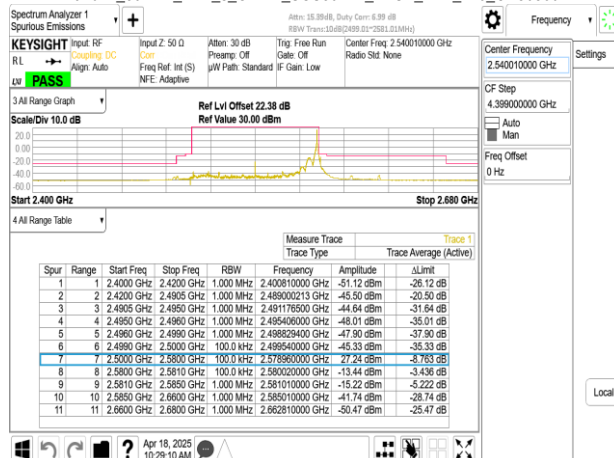 Spectrum Analyzer 1
Spurious Emissions
Attn: 15.39dB, Duty Corr: 6.99 dB
RBW Trans:10dB(2499.01~2581.01MHz)
Frequency
KEYSIGHT
Input: RF
Coupling: DC
Align: Auto
Input Z: 50 Ω
Corr
Freq Ref: Int (S)
NFE: Adaptive
Atten: 30 dB
Preamp: Off
µW Path: Standard
Trig: Free Run
Gate: Off
IF Gain: Low
Center Freq: 2.540010000 GHz
Radio Std: None
RL
LXI PASS
Center Frequency
2.540010000 GHz
Settings
CF Step
4.399000000 GHz
Auto
Man
Freq Offset
0 Hz
3 All Range Graph
Scale/Div 10.0 dB
Ref Lvl Offset 22.38 dB
Ref Value 30.00 dBm
20.0
0.00
-20.0
-40.0
-60.0
Start 2.400 GHz
Stop 2.680 GHz
4 All Range Table
Measure Trace Trace 1
Trace Type Trace Average (Active)
Spur Range Start Freq Stop Freq RBW Frequency Amplitude ΔLimit
1 1 2.4000 GHz 2.4200 GHz 1.000 MHz 2.400810000 GHz -51.12 dBm -26.12 dB
2 2 2.4200 GHz 2.4905 GHz 1.000 MHz 2.489000213 GHz -45.50 dBm -20.50 dB
3 3 2.4905 GHz 2.4950 GHz 1.000 MHz 2.491176500 GHz -44.64 dBm -31.64 dB
4 4 2.4950 GHz 2.4960 GHz 1.000 MHz 2.495406000 GHz -48.01 dBm -35.01 dB
5 5 2.4960 GHz 2.4990 GHz 1.000 MHz 2.498829400 GHz -47.90 dBm -37.90 dB
6 6 2.4990 GHz 2.5000 GHz 100.0 kHz 2.499540000 GHz -45.33 dBm -35.33 dB
7 7 2.5000 GHz 2.5800 GHz 100.0 kHz 2.578960000 GHz 27.24 dBm -8.763 dB
8 8 2.5800 GHz 2.5810 GHz 100.0 kHz 2.580020000 GHz -13.44 dBm -3.436 dB
9 9 2.5810 GHz 2.5850 GHz 1.000 MHz 2.581010000 GHz -15.22 dBm -5.222 dB
10 10 2.5850 GHz 2.6600 GHz 1.000 MHz 2.585010000 GHz -41.74 dBm -28.74 dB
11 11 2.6600 GHz 2.6800 GHz 1.000 MHz 2.662810000 GHz -50.47 dBm -25.47 dB
Local
?
Apr 18, 2025
10:29:10 AM